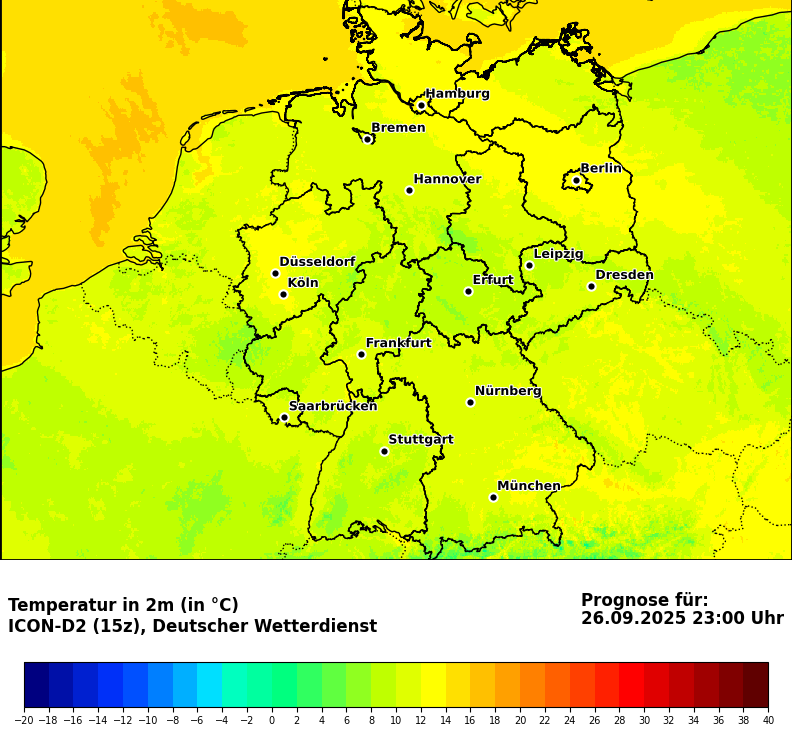 Hamburg
Bremen
Berlin
Hannover
Leipzig
Düsseldorf
Dresden
Köln
Erfurt
Frankfurt
Nürnberg
Saarbrücken
Stuttgart
München
Temperatur in 2m (in °C)
ICON-D2 (15z), Deutscher Wetterdienst
Prognose für:
26.09.2025 23:00 Uhr
−20 −18 −16 −14 −12 −10 −8 −6 −4 −2 0 2 4 6 8 10 12 14 16 18 20 22 24 26 28 30 32 34 36 38 40